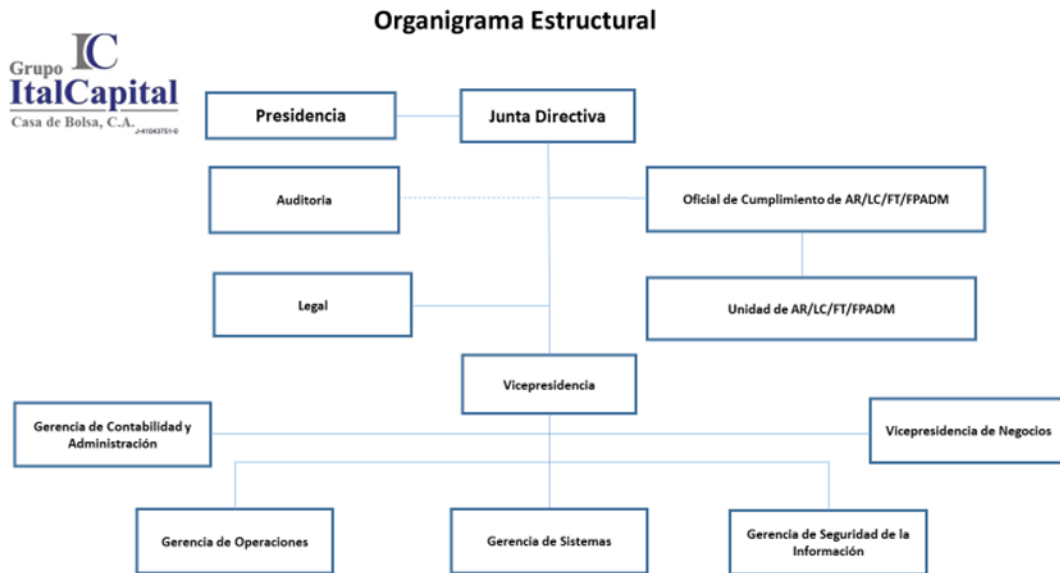 Organigrama Estructural
IC
Grupo
ItalCapital
Casa de Bolsa, C.A.
J-41043751-0
Presidencia
Junta Directiva
Auditoria
Oficial de Cumplimiento de AR/LC/FT/FPADM
Legal
Unidad de AR/LC/FT/FPADM
Vicepresidencia
Gerencia de Contabilidad y
Administración
Vicepresidencia de Negocios
Gerencia de Operaciones
Gerencia de Sistemas
Gerencia de Seguridad de la
Información